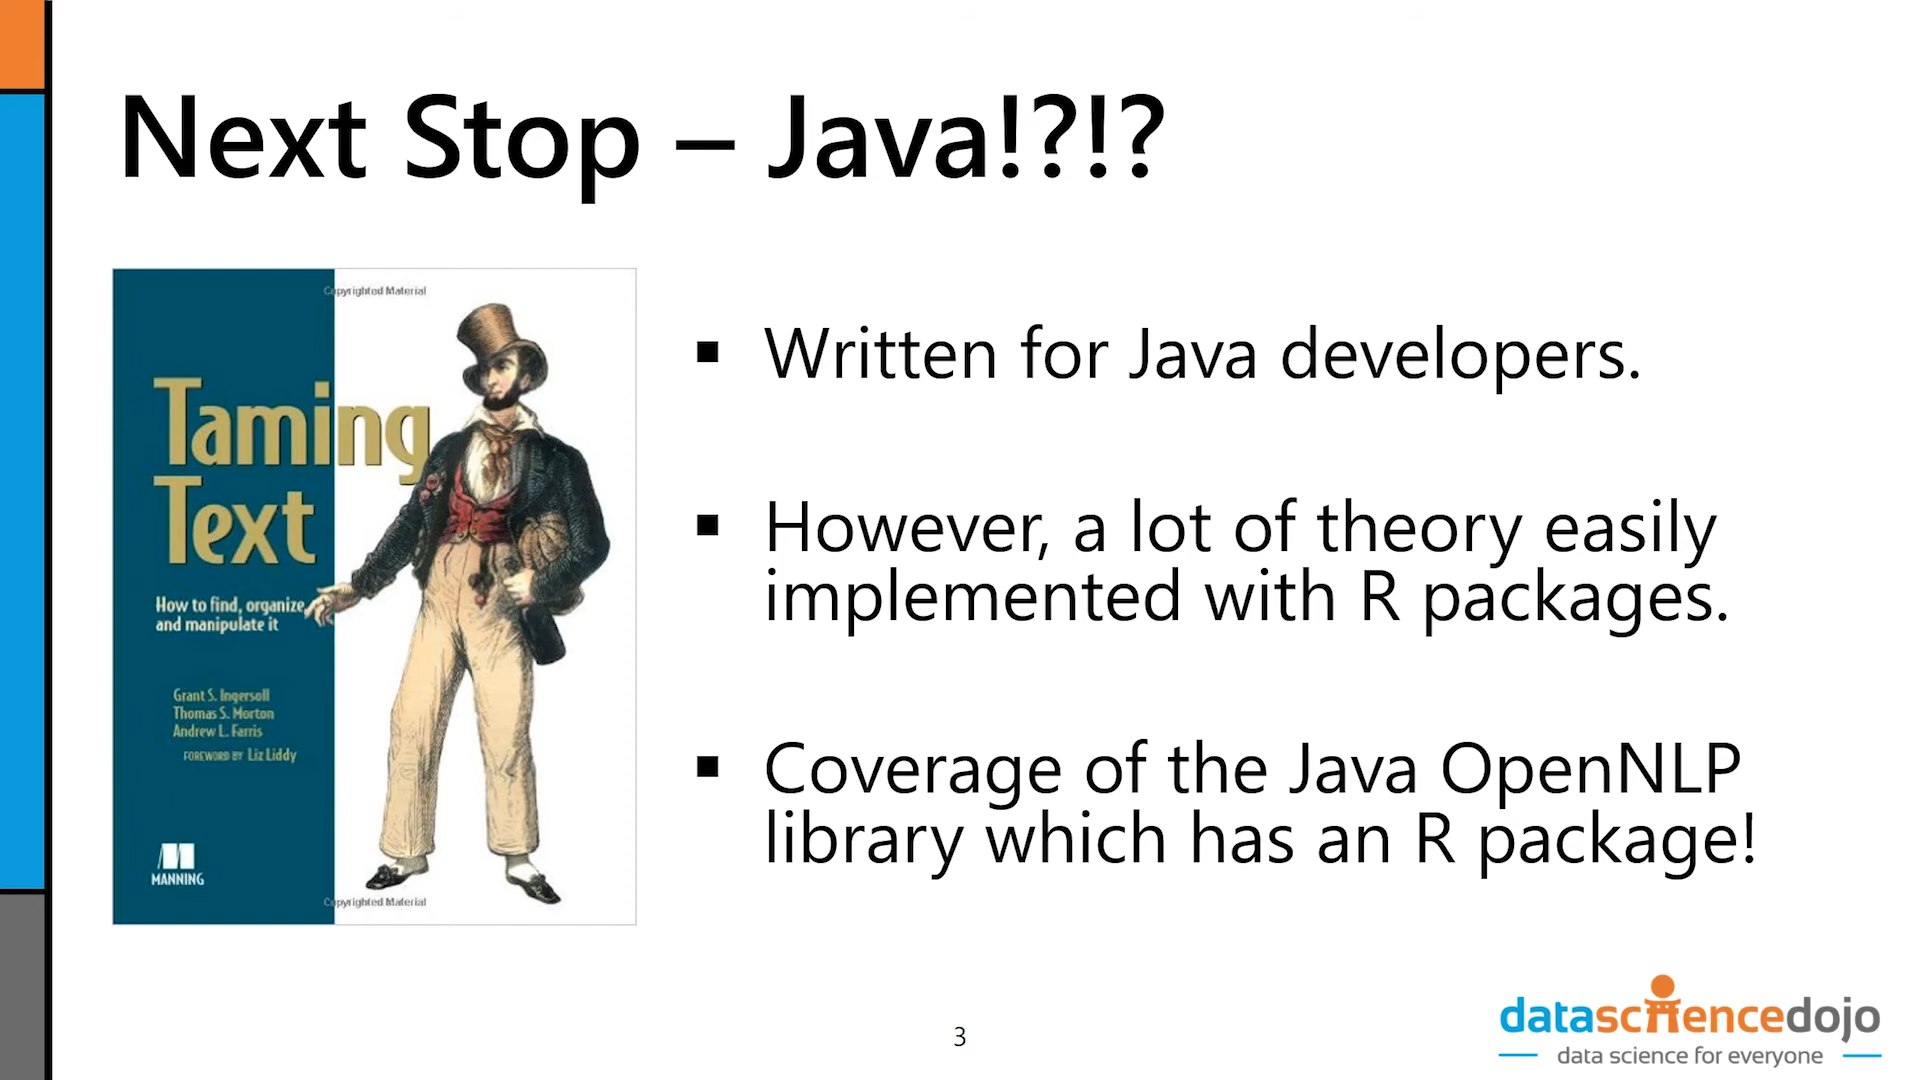 Next Stop – Java!?!?
Copyrighted Material
Taming
Text
How to find, organize
and manipulate it
Grant S. Ingersoll
Thomas S. Morton
Andrew L. Farris
FOREWORD BY Liz Liddy
MANNING
Copyrighted Material
▪ Written for Java developers.
▪ However, a lot of theory easily
implemented with R packages.
▪ Coverage of the Java OpenNLP
library which has an R package!
3
datasciencedojo
data science for everyone